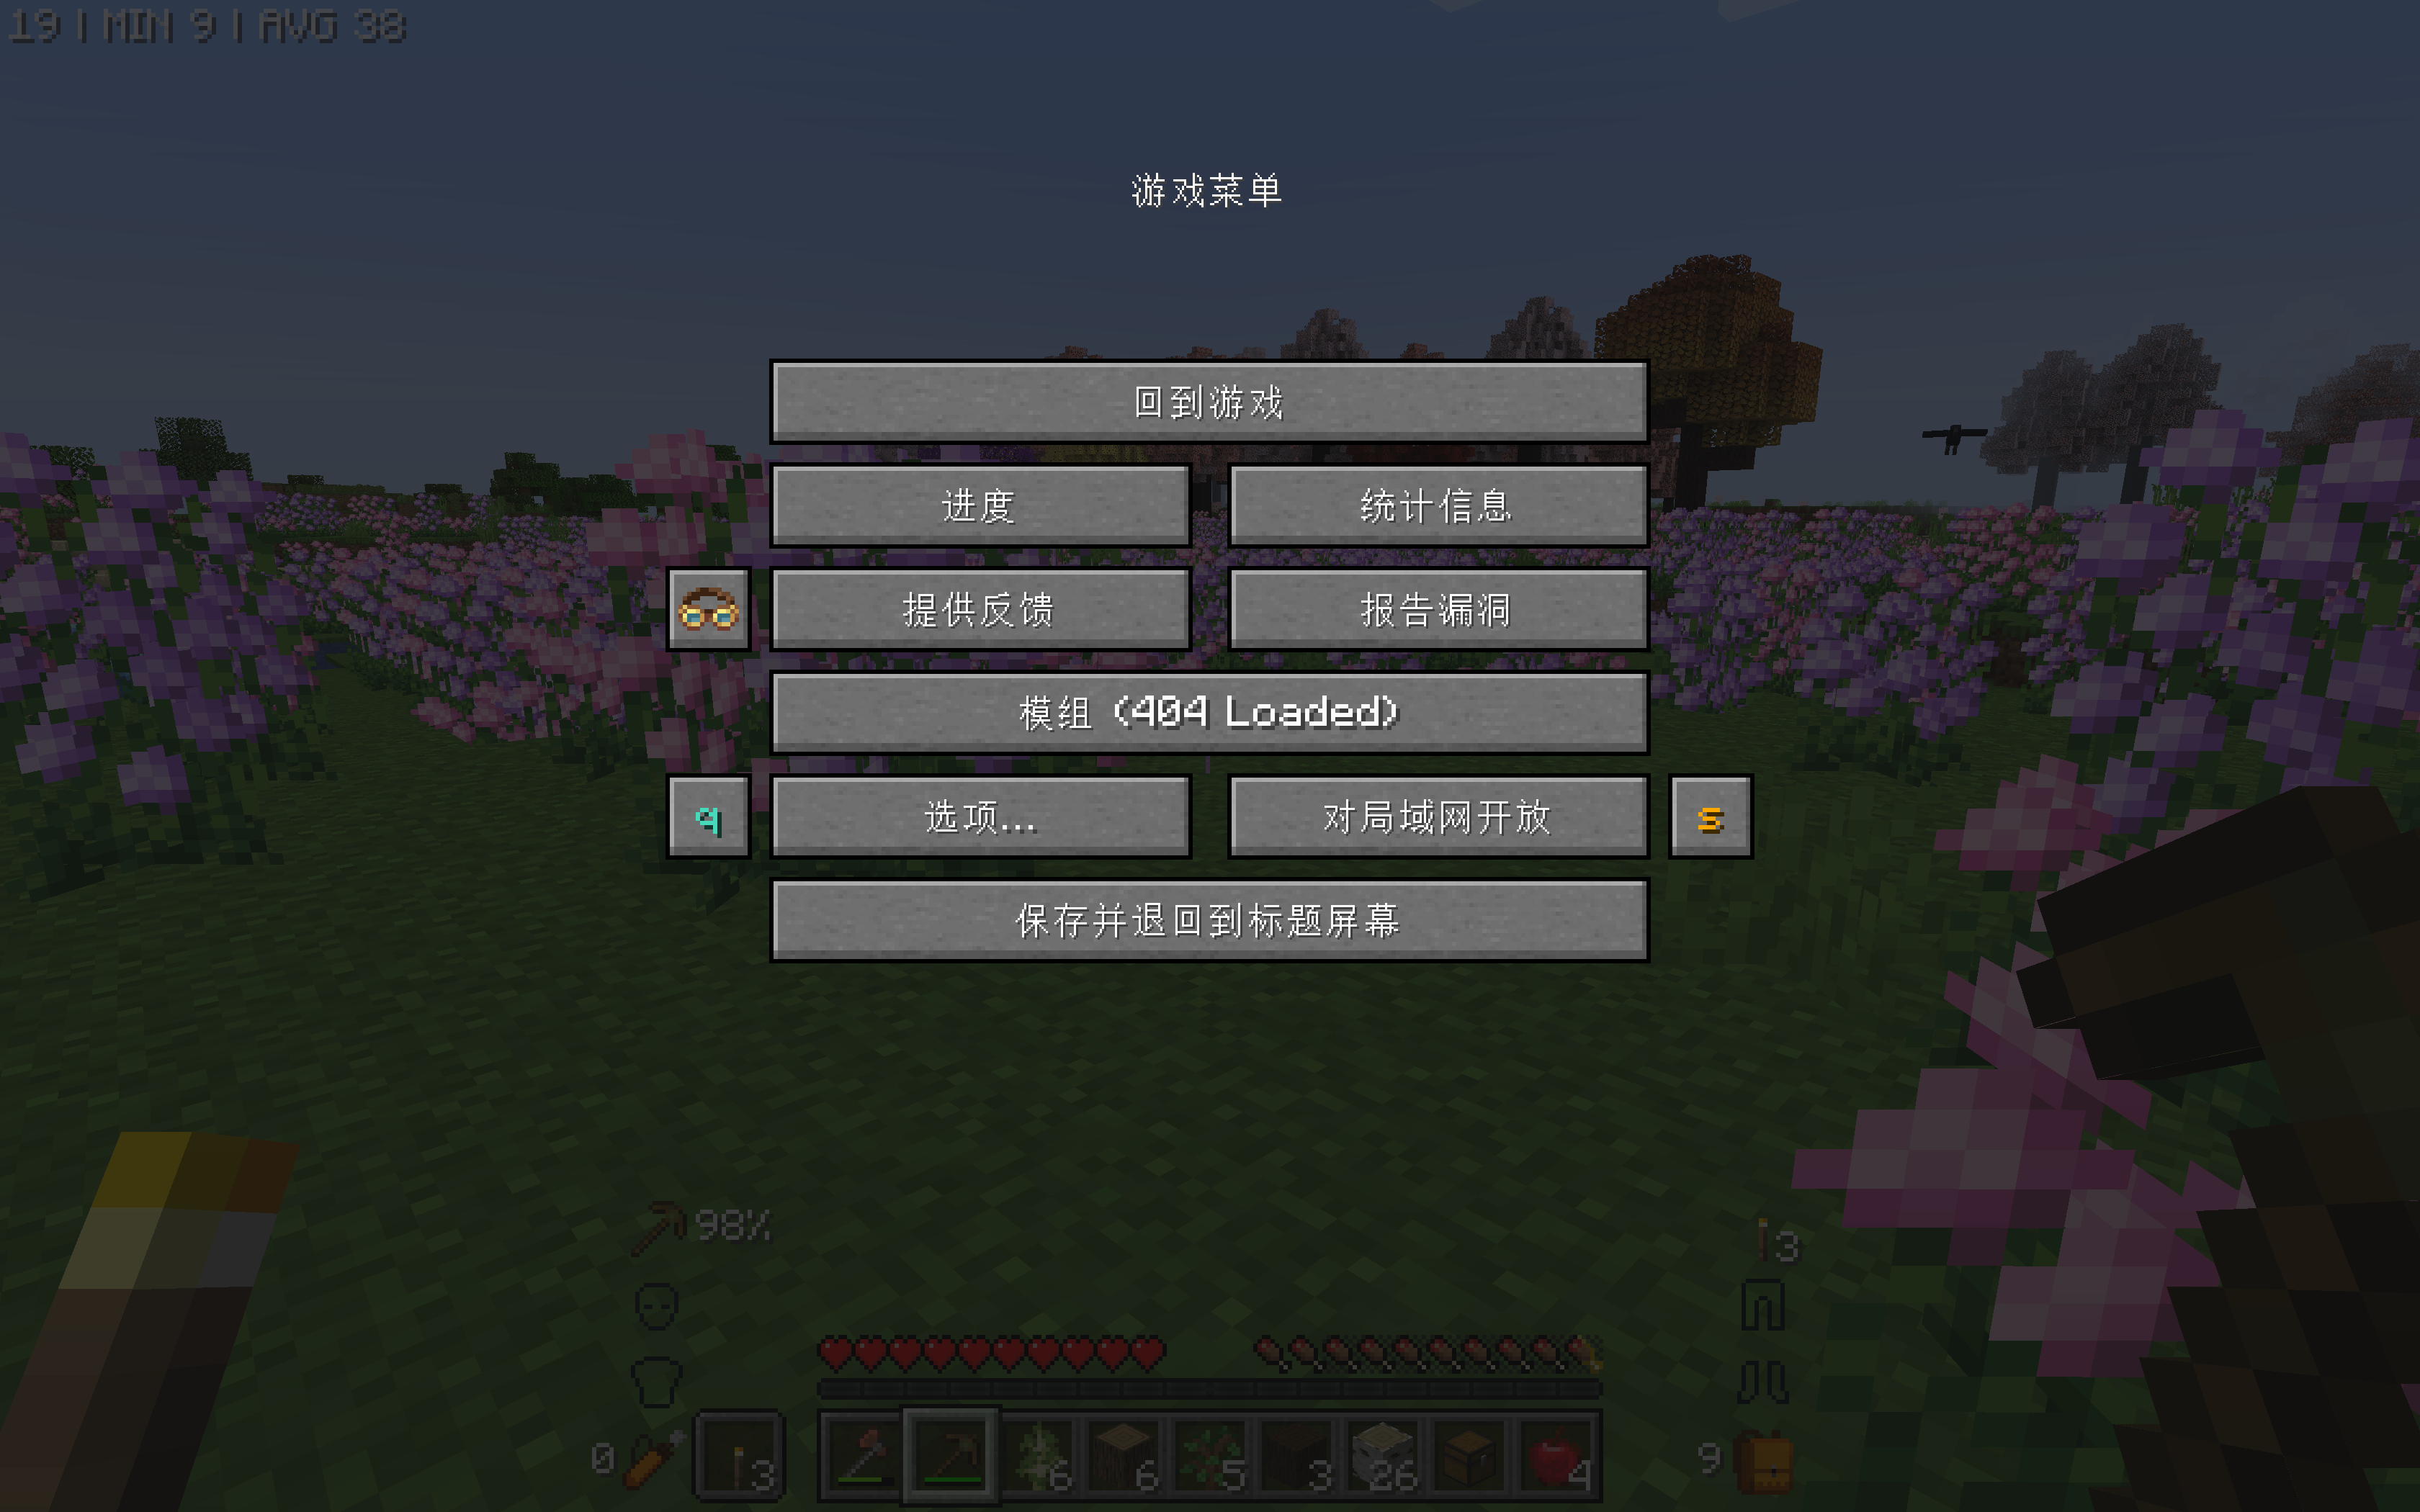 19 | MIN 9 | AVG 38
游戏菜单
回到游戏
进度
统计信息
提供反馈
报告漏洞
模组 (404 Loaded)
q
选项...
对局域网开放
S
保存并退回到标题屏幕
98%
3
0
3
6
6
5
3
26
4
9